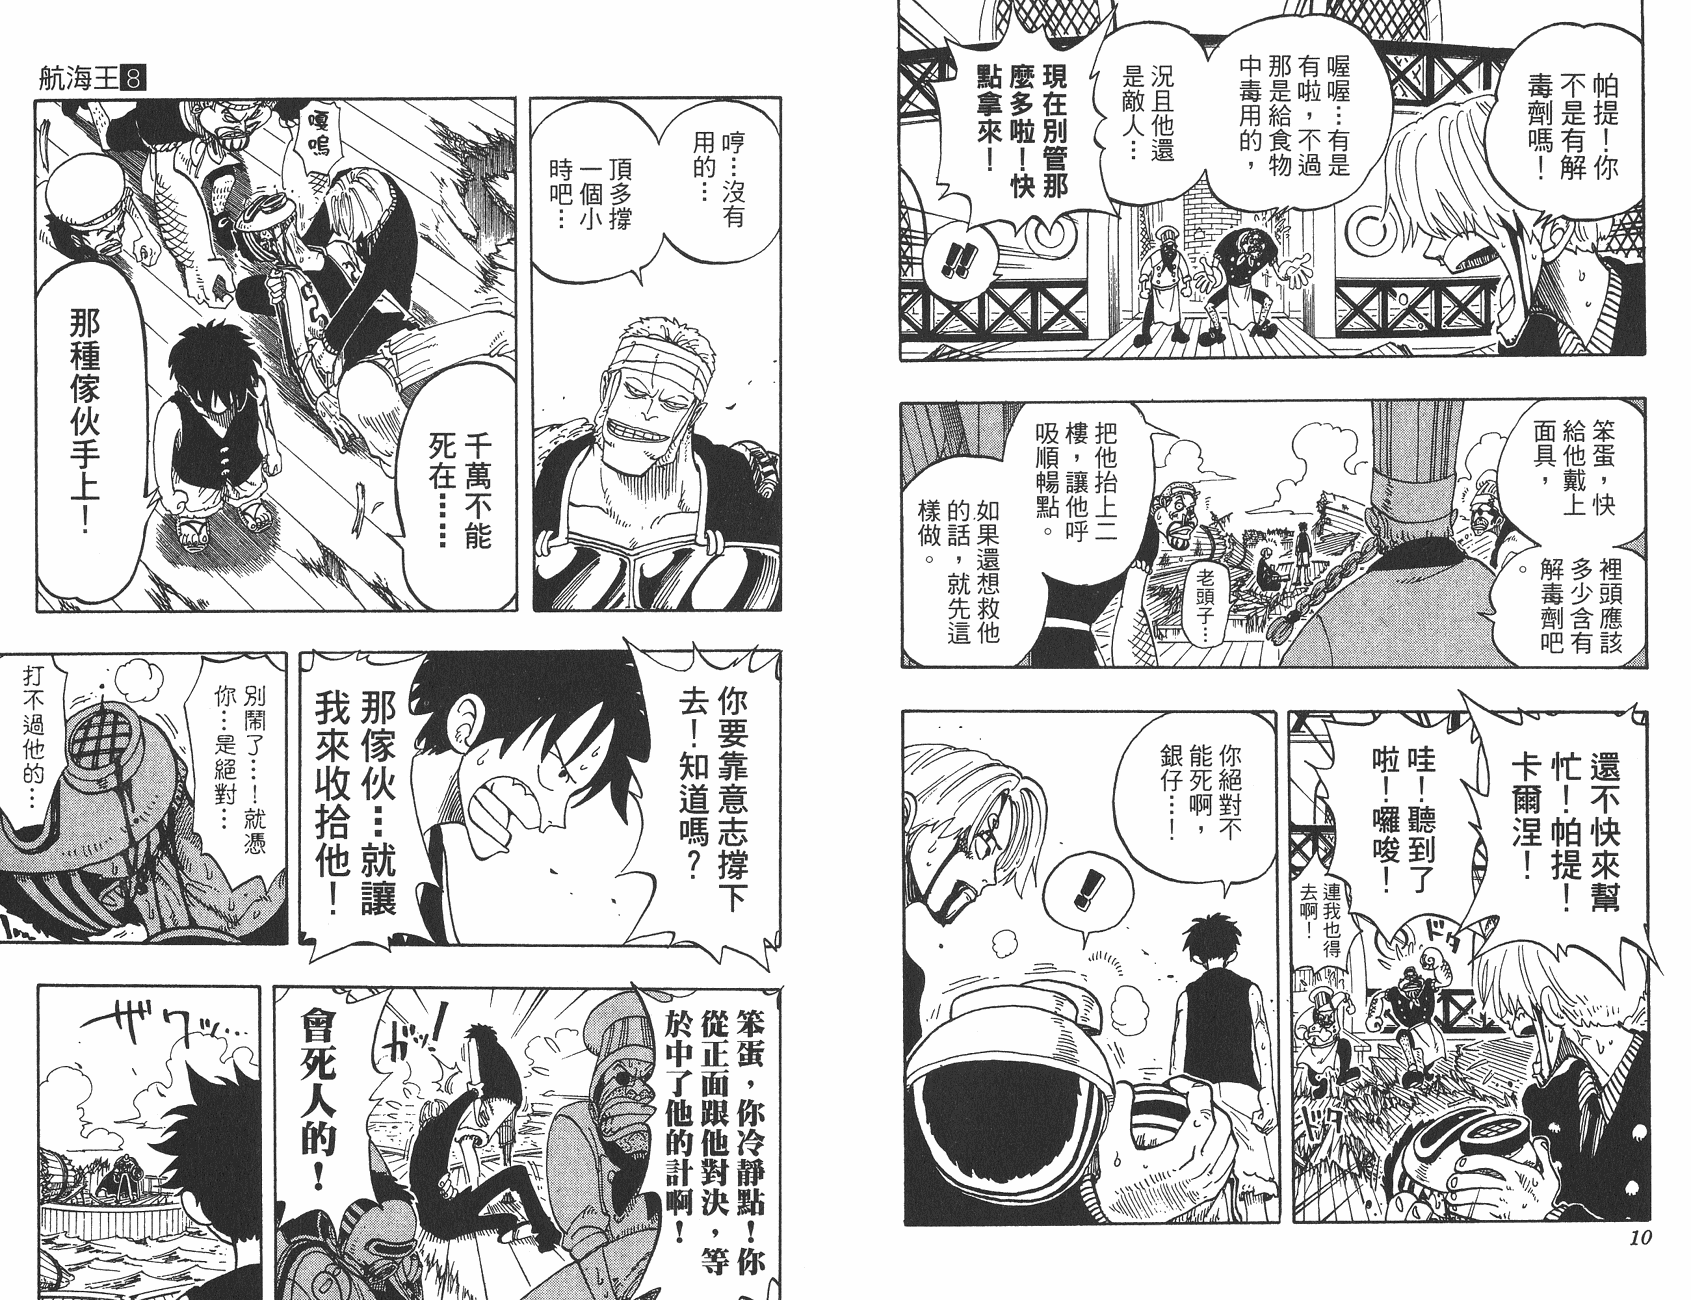 帕提！你
不是有解
毒劑嗎！
喔喔…有是
有啦，不過
那是給食物
中毒用的，
況且他還
是敵人…
現在別管那
麼多啦！快
點拿來！
!!
笨蛋，快
給他戴上
面具，
裡頭應該
多少含有
解毒劑吧
。
老頭子…
把他抬上二
樓，讓他呼
吸順暢點。
如果還想救他
的話，就先這
樣做。
還不快來幫
忙！帕提！
卡爾涅！
哇！聽到了
啦！囉唆！
連我也得
去啊！
ドタ
ドタ
你絕對不
能死啊，
銀仔…！
!
10
航海王8
哼…沒有
用的…
頂多撐
一個小
時吧…
嘎嗚
千萬不能
死在……
那種傢伙手上！
你要靠意志撐下
去！知道嗎？
那傢伙…就讓
我來收拾他！
別鬧了…！就憑
你…是絕對…
打不過他的…
笨蛋，你冷靜點！你
從正面跟他對決，等
於中了他的計啊！
ガッ！
會死人的！
ザッ…